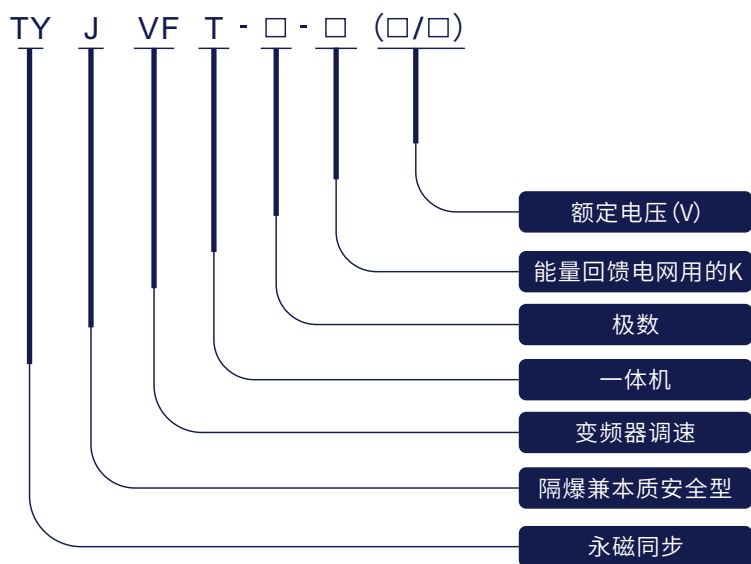 TY J VF T - □ - □ (□/□)
额定电压(V)
能量回馈电网用的K
极数
一体机
变频器调速
隔爆兼本质安全型
永磁同步